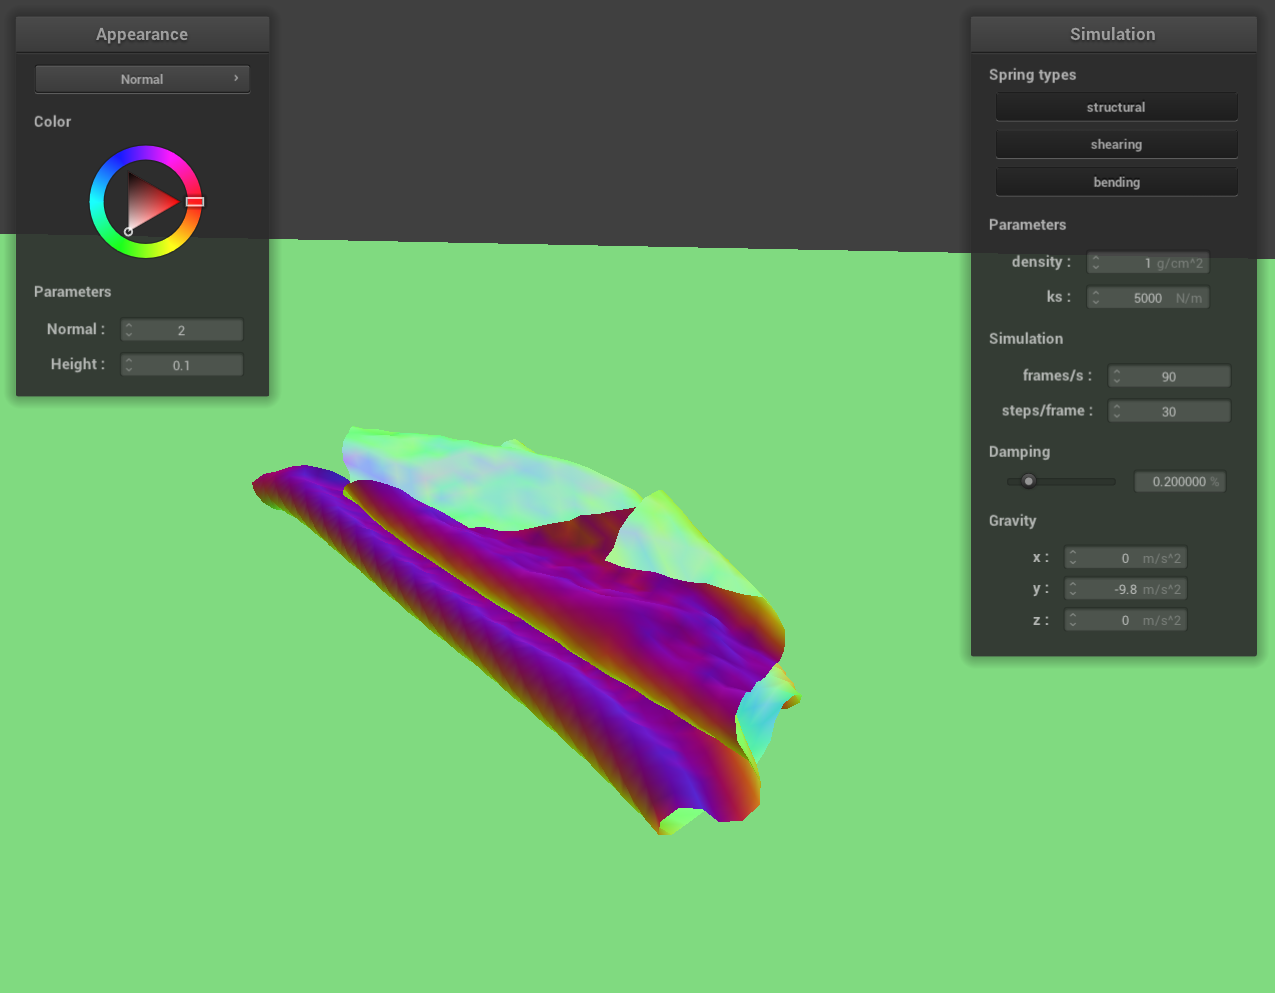 Appearance
Normal
Color
Parameters
Normal : 2
Height : 0.1
Simulation
Spring types
structural
shearing
bending
Parameters
density : 1 g/cm^2
ks : 5000 N/m
Simulation
frames/s : 90
steps/frame : 30
Damping
0.200000 %
Gravity
x : 0 m/s^2
y : -9.8 m/s^2
z : 0 m/s^2